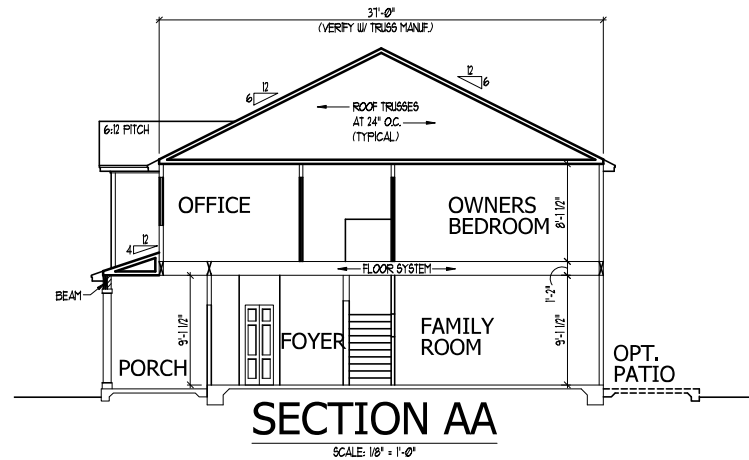 37'-0"
(VERIFY W/ TRUSS MANUF.)
12
6
12
6
ROOF TRUSSES
AT 24" O.C.
(TYPICAL)
6:12 PITCH
OFFICE
OWNERS
BEDROOM
8'-1 1/2"
12
4
FLOOR SYSTEM
BEAM
1'-2"
9'-1 1/2"
9'-1 1/2"
FOYER
FAMILY
ROOM
PORCH
OPT.
PATIO
SECTION AA
SCALE: 1/8" = 1'-0"